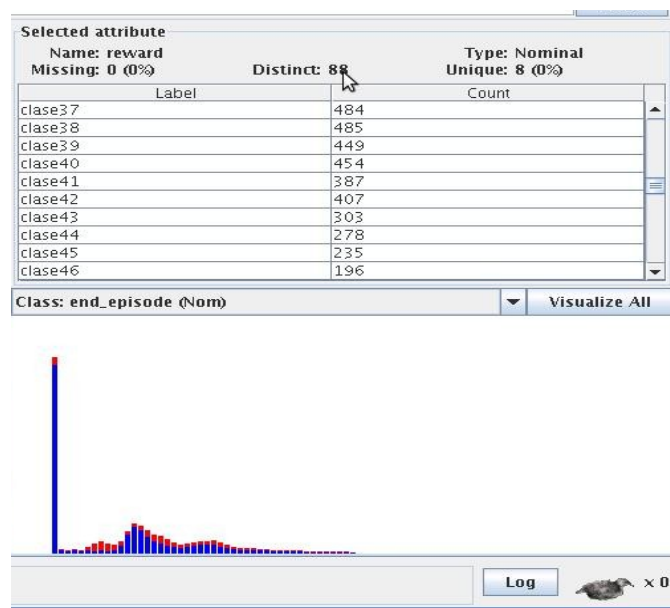 Selected attribute
Name: reward Type: Nominal
Missing: 0 (0%) Distinct: 88 Unique: 8 (0%)
Label Count
clase37 484
clase38 485
clase39 449
clase40 454
clase41 387
clase42 407
clase43 303
clase44 278
clase45 235
clase46 196
Class: end_episode (Nom) Visualize All
Log x 0